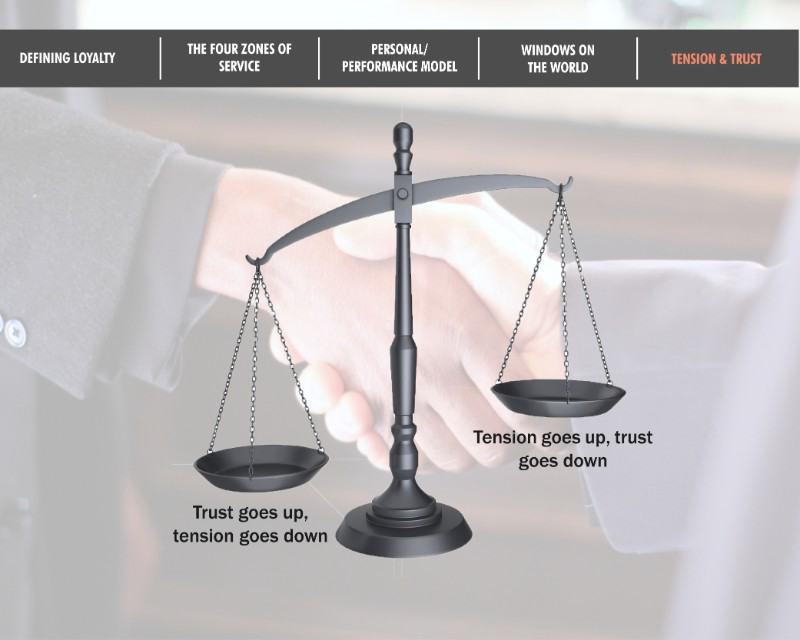 DEFINING LOYALTY
THE FOUR ZONES OF
SERVICE
PERSONAL/
PERFORMANCE MODEL
WINDOWS ON
THE WORLD
TENSION & TRUST
Tension goes up, trust
goes down
Trust goes up,
tension goes down